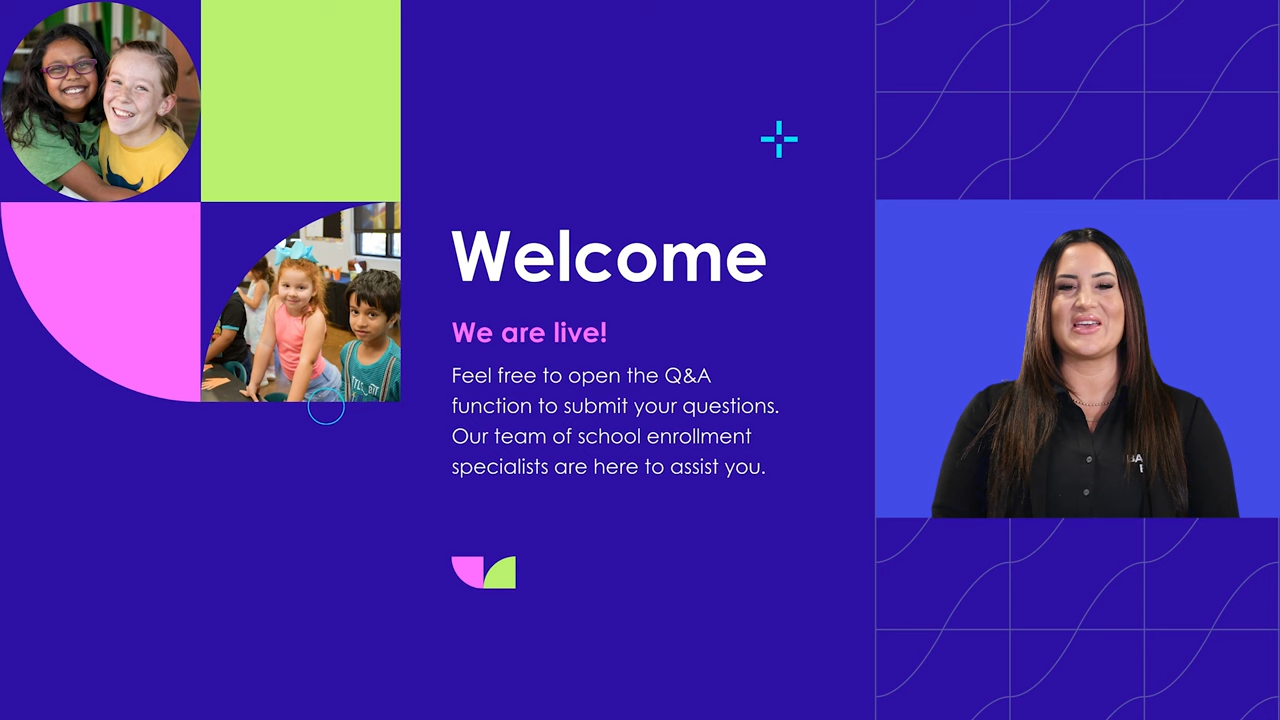 Welcome
We are live!
Feel free to open the Q&A
function to submit your questions.
Our team of school enrollment
specialists are here to assist you.